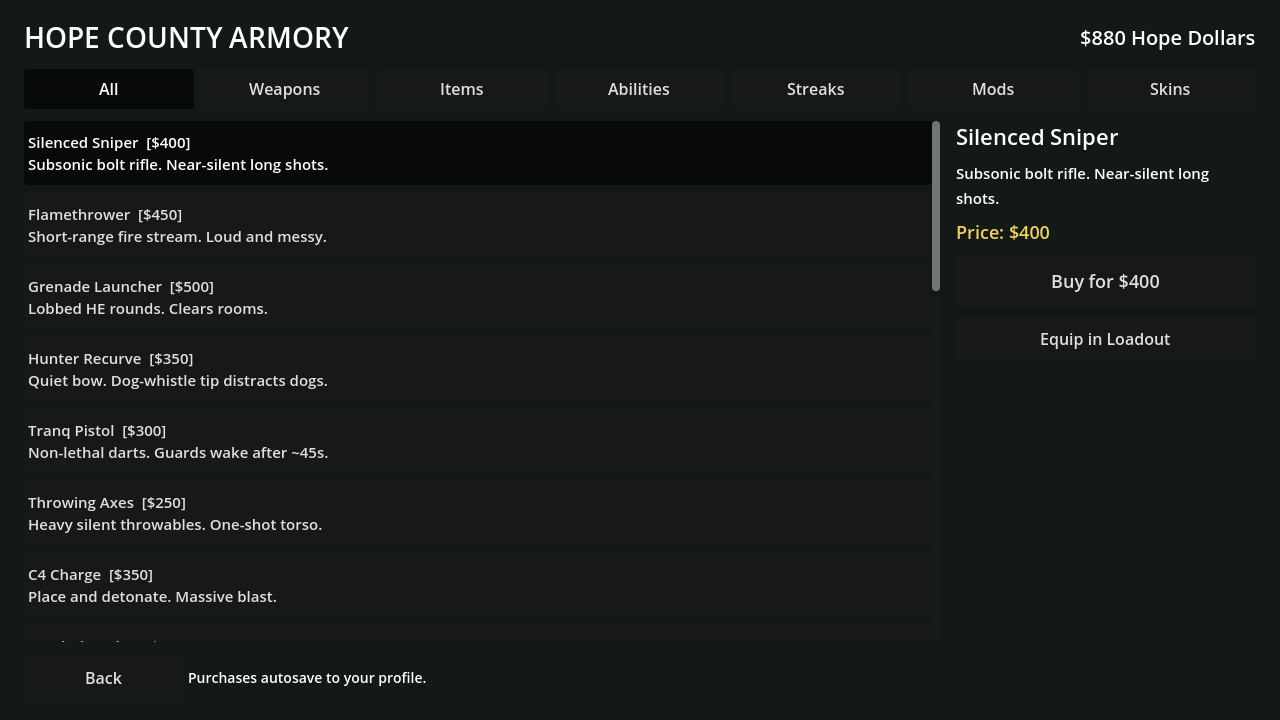 HOPE COUNTY ARMORY
$880 Hope Dollars
All
Weapons
Items
Abilities
Streaks
Mods
Skins
Silenced Sniper  [$400]
Subsonic bolt rifle. Near-silent long shots.
Flamethrower  [$450]
Short-range fire stream. Loud and messy.
Grenade Launcher  [$500]
Lobbed HE rounds. Clears rooms.
Hunter Recurve  [$350]
Quiet bow. Dog-whistle tip distracts dogs.
Tranq Pistol  [$300]
Non-lethal darts. Guards wake after ~45s.
Throwing Axes  [$250]
Heavy silent throwables. One-shot torso.
C4 Charge  [$350]
Place and detonate. Massive blast.
Silenced Sniper
Subsonic bolt rifle. Near-silent long
shots.
Price: $400
Buy for $400
Equip in Loadout
Back
Purchases autosave to your profile.